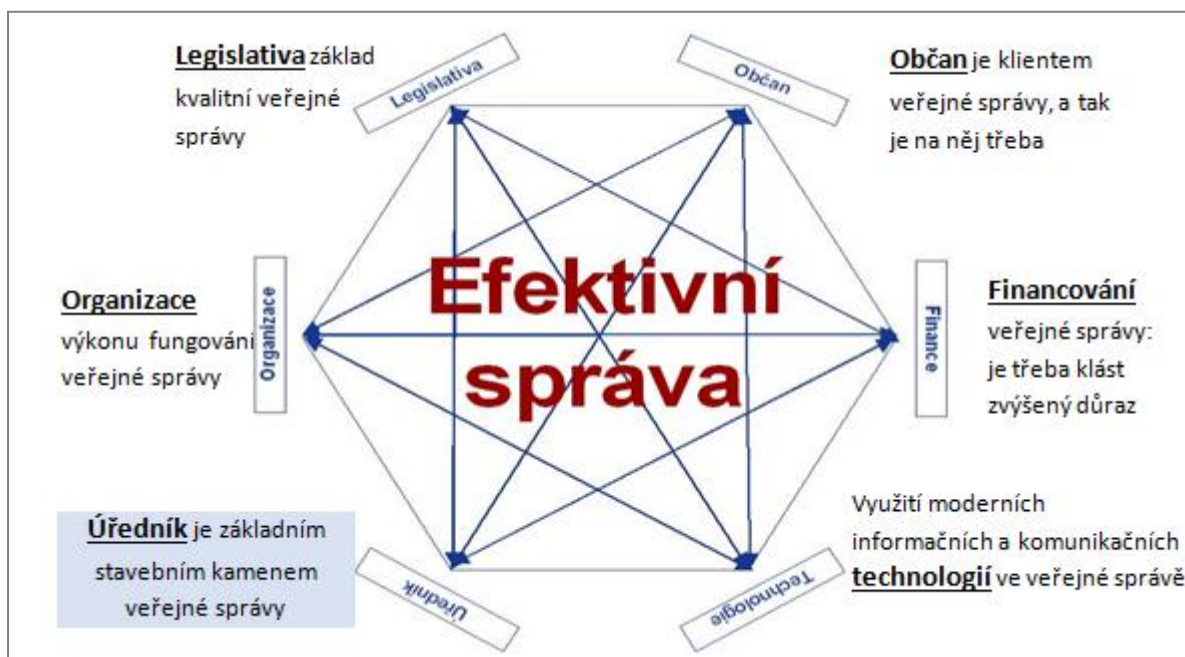 Legislativa základ
kvalitní veřejné
správy
Legislativa
Občan
Občan je klientem
veřejné správy, a tak
je na něj třeba
Organizace
výkonu fungování
veřejné správy
Organizace
Efektivní
správa
Finance
Financování
veřejné správy:
je třeba klást
zvýšený důraz
Úředník je základním
stavebním kamenem
veřejné správy
Úředník
Technologie
Využití moderních
informačních a komunikačních
technologií ve veřejné správě